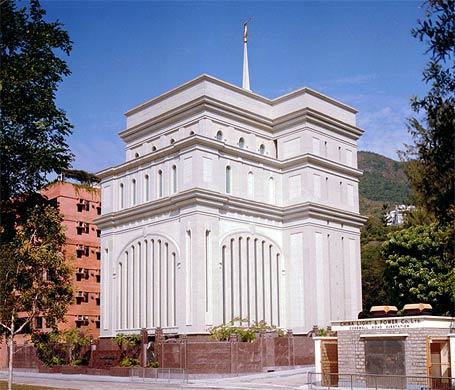 CHINA LIGHT & POWER CO., LTD.
CORNWALL ROAD SUBSTATION